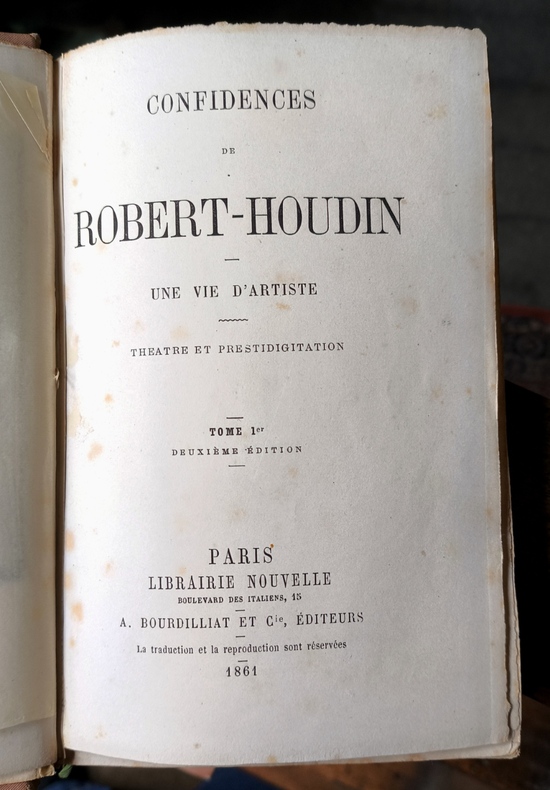 CONFIDENCES
DE
ROBERT-HOUDIN
UNE VIE D'ARTISTE
THEATRE ET PRESTIDIGITATION
TOME 1er
DEUXIÈME ÉDITION
PARIS
LIBRAIRIE NOUVELLE
BOULEVARD DES ITALIENS, 15
A. BOURDILLIAT ET Cie, ÉDITEURS
La traduction et la reproduction sont réservées
1861